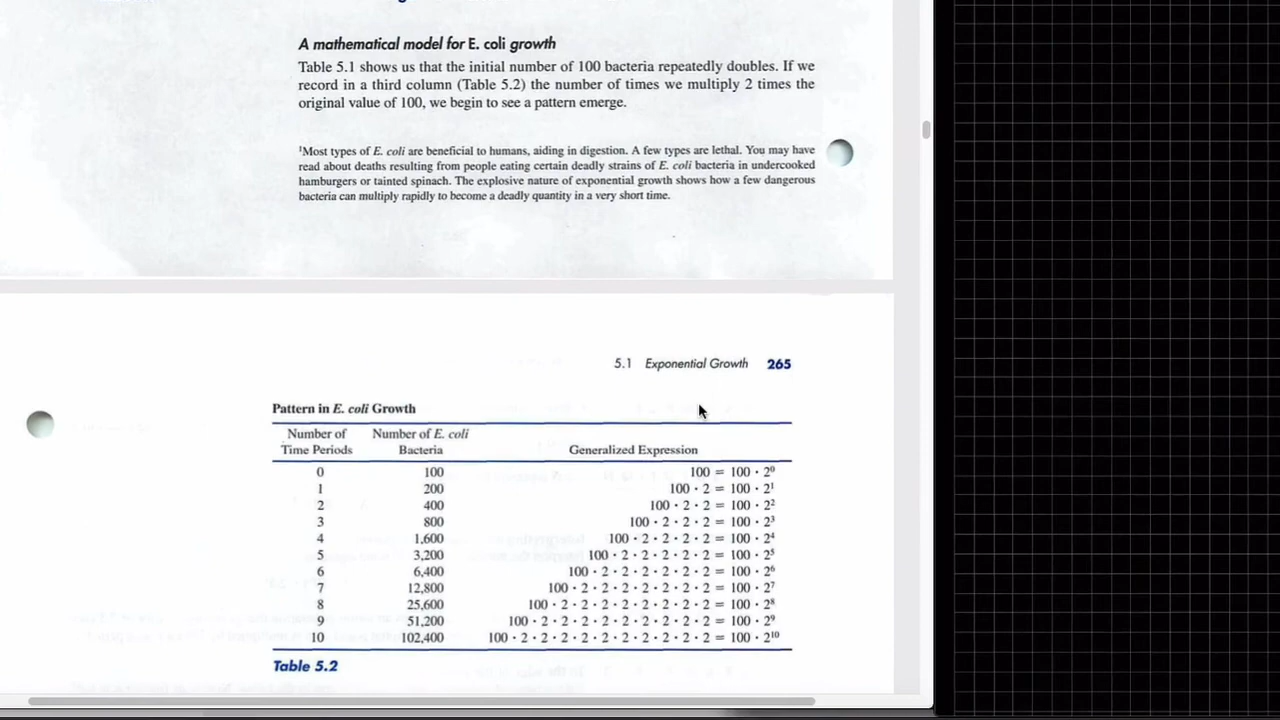 A mathematical model for E. coli growth
Table 5.1 shows us that the initial number of 100 bacteria repeatedly doubles. If we
record in a third column (Table 5.2) the number of times we multiply 2 times the
original value of 100, we begin to see a pattern emerge.
¹Most types of E. coli are beneficial to humans, aiding in digestion. A few types are lethal. You may have
read about deaths resulting from people eating certain deadly strains of E. coli bacteria in undercooked
hamburgers or tainted spinach. The explosive nature of exponential growth shows how a few dangerous
bacteria can multiply rapidly to become a deadly quantity in a very short time.
5.1 Exponential Growth 265
Pattern in E. coli Growth
Number of Number of E. coli
Time Periods Bacteria Generalized Expression
0 100 100 = 100 · 2⁰
1 200 100 · 2 = 100 · 2¹
2 400 100 · 2 · 2 = 100 · 2²
3 800 100 · 2 · 2 · 2 = 100 · 2³
4 1,600 100 · 2 · 2 · 2 · 2 = 100 · 2⁴
5 3,200 100 · 2 · 2 · 2 · 2 · 2 = 100 · 2⁵
6 6,400 100 · 2 · 2 · 2 · 2 · 2 · 2 = 100 · 2⁶
7 12,800 100 · 2 · 2 · 2 · 2 · 2 · 2 · 2 = 100 · 2⁷
8 25,600 100 · 2 · 2 · 2 · 2 · 2 · 2 · 2 · 2 = 100 · 2⁸
9 51,200 100 · 2 · 2 · 2 · 2 · 2 · 2 · 2 · 2 · 2 = 100 · 2⁹
10 102,400 100 · 2 · 2 · 2 · 2 · 2 · 2 · 2 · 2 · 2 · 2 = 100 · 2¹⁰
Table 5.2